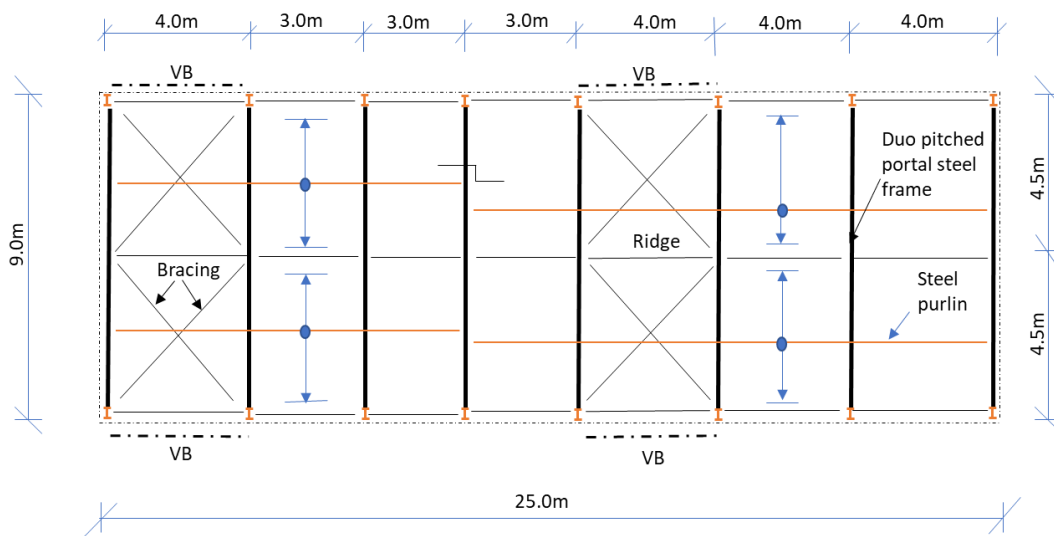 4.0m 3.0m 3.0m 3.0m 4.0m 4.0m 4.0m
VB VB
Duo pitched
portal steel
frame
4.5m
9.0m
Ridge
Bracing
Steel
purlin
4.5m
VB VB
25.0m